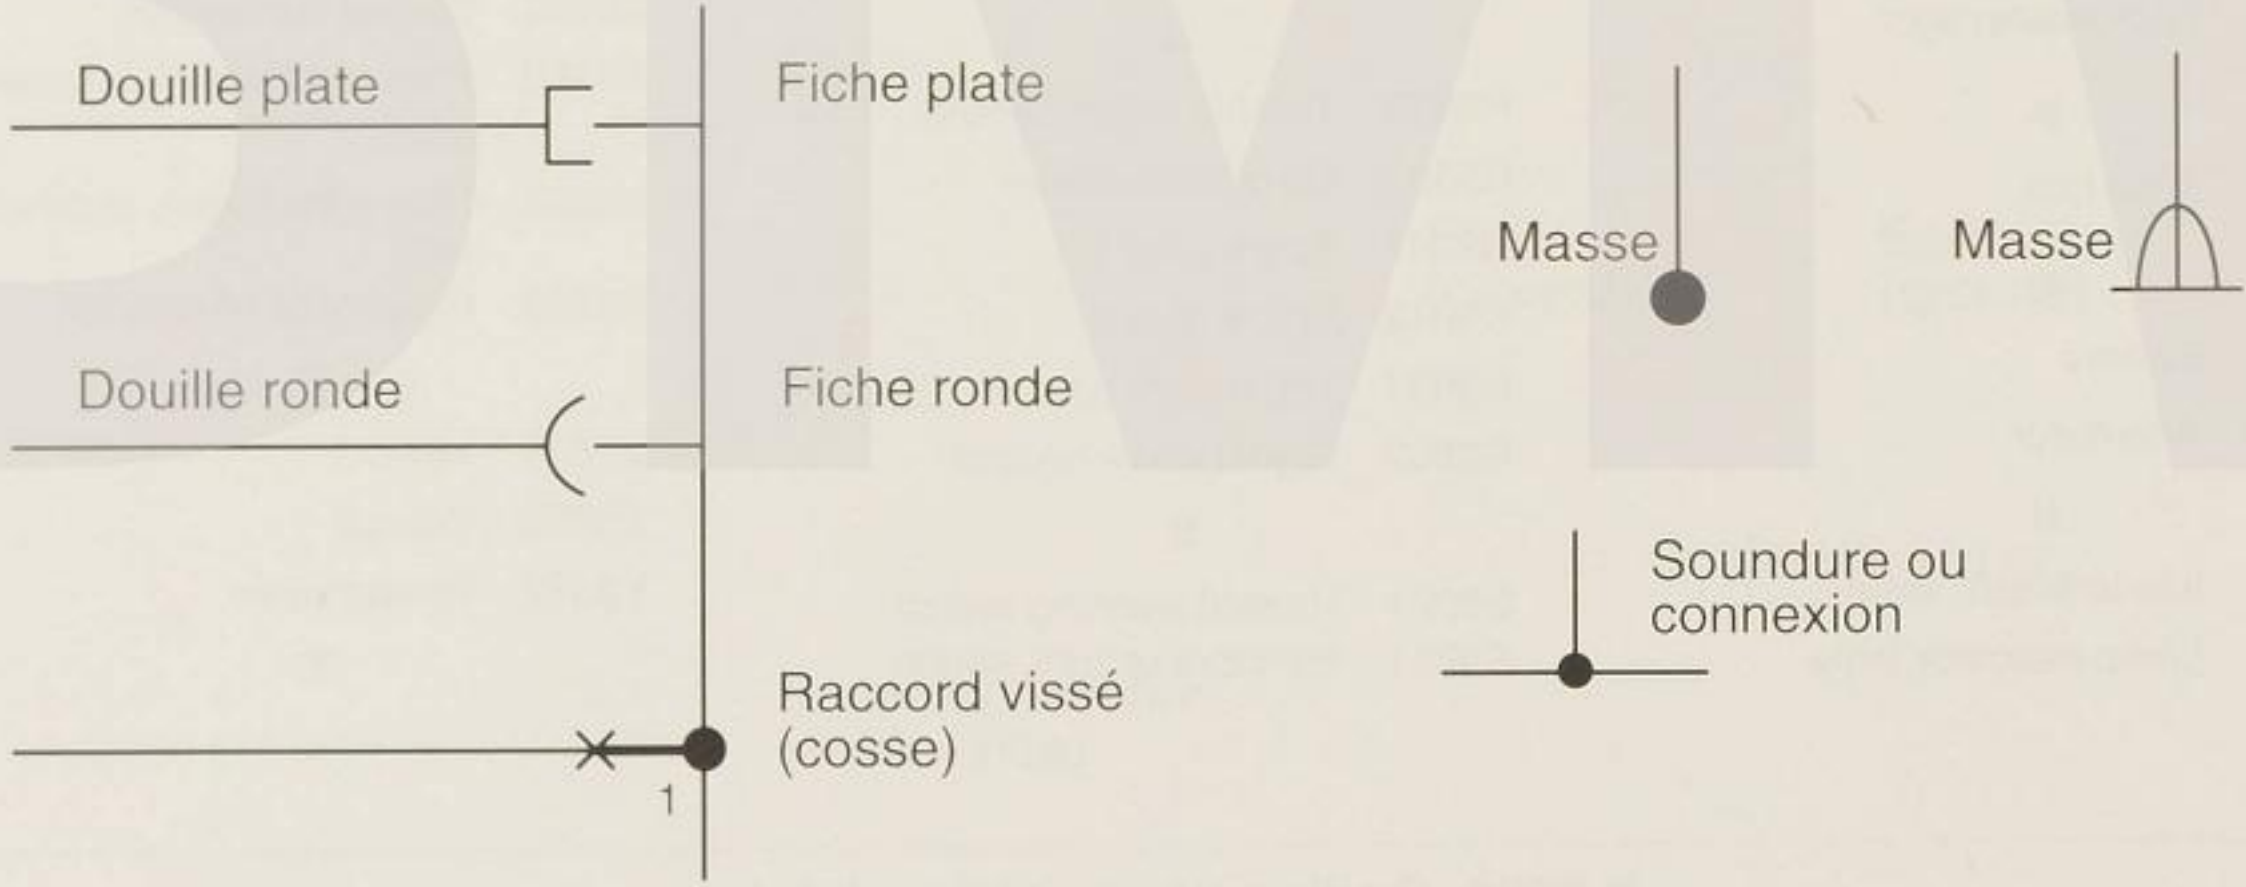 Douille plate
Fiche plate
Masse
Masse
Douille ronde
Fiche ronde
Soundure ou
connexion
Raccord vissé
(cosse)
1